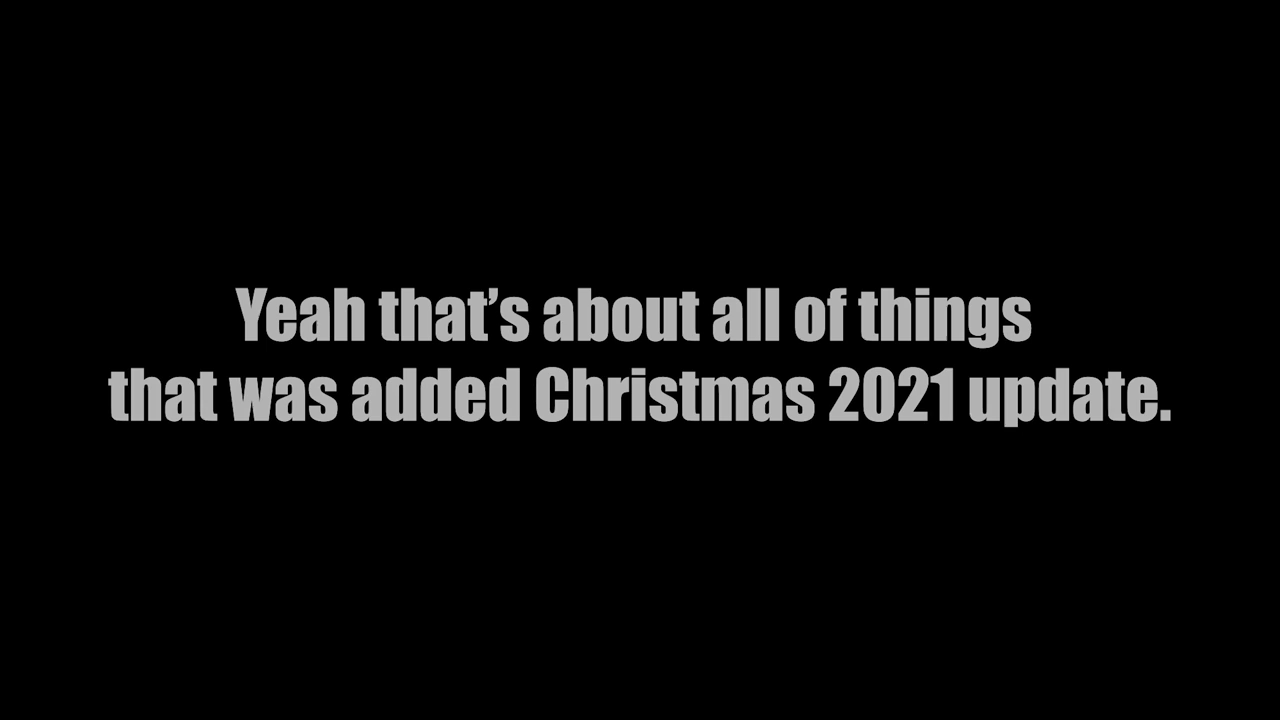 Yeah that’s about all of things
that was added Christmas 2021 update.